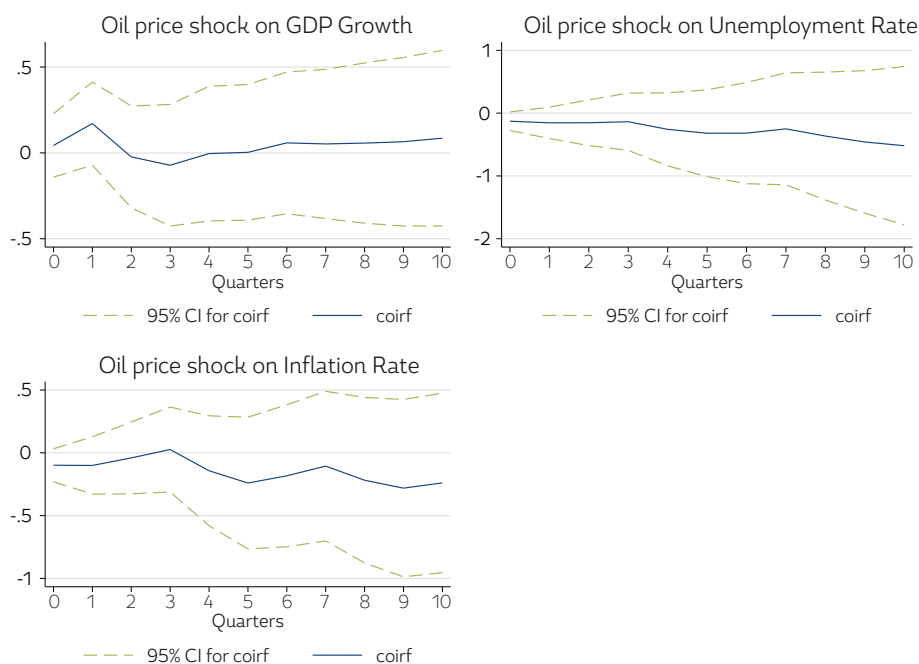 Oil price shock on GDP Growth
.5
0
-.5
0 1 2 3 4 5 6 7 8 9 10
Quarters
95% CI for coirf coirf
Oil price shock on Unemployment Rate
1
0
-1
-2
0 1 2 3 4 5 6 7 8 9 10
Quarters
95% CI for coirf coirf
Oil price shock on Inflation Rate
.5
0
-.5
-1
0 1 2 3 4 5 6 7 8 9 10
Quarters
95% CI for coirf coirf